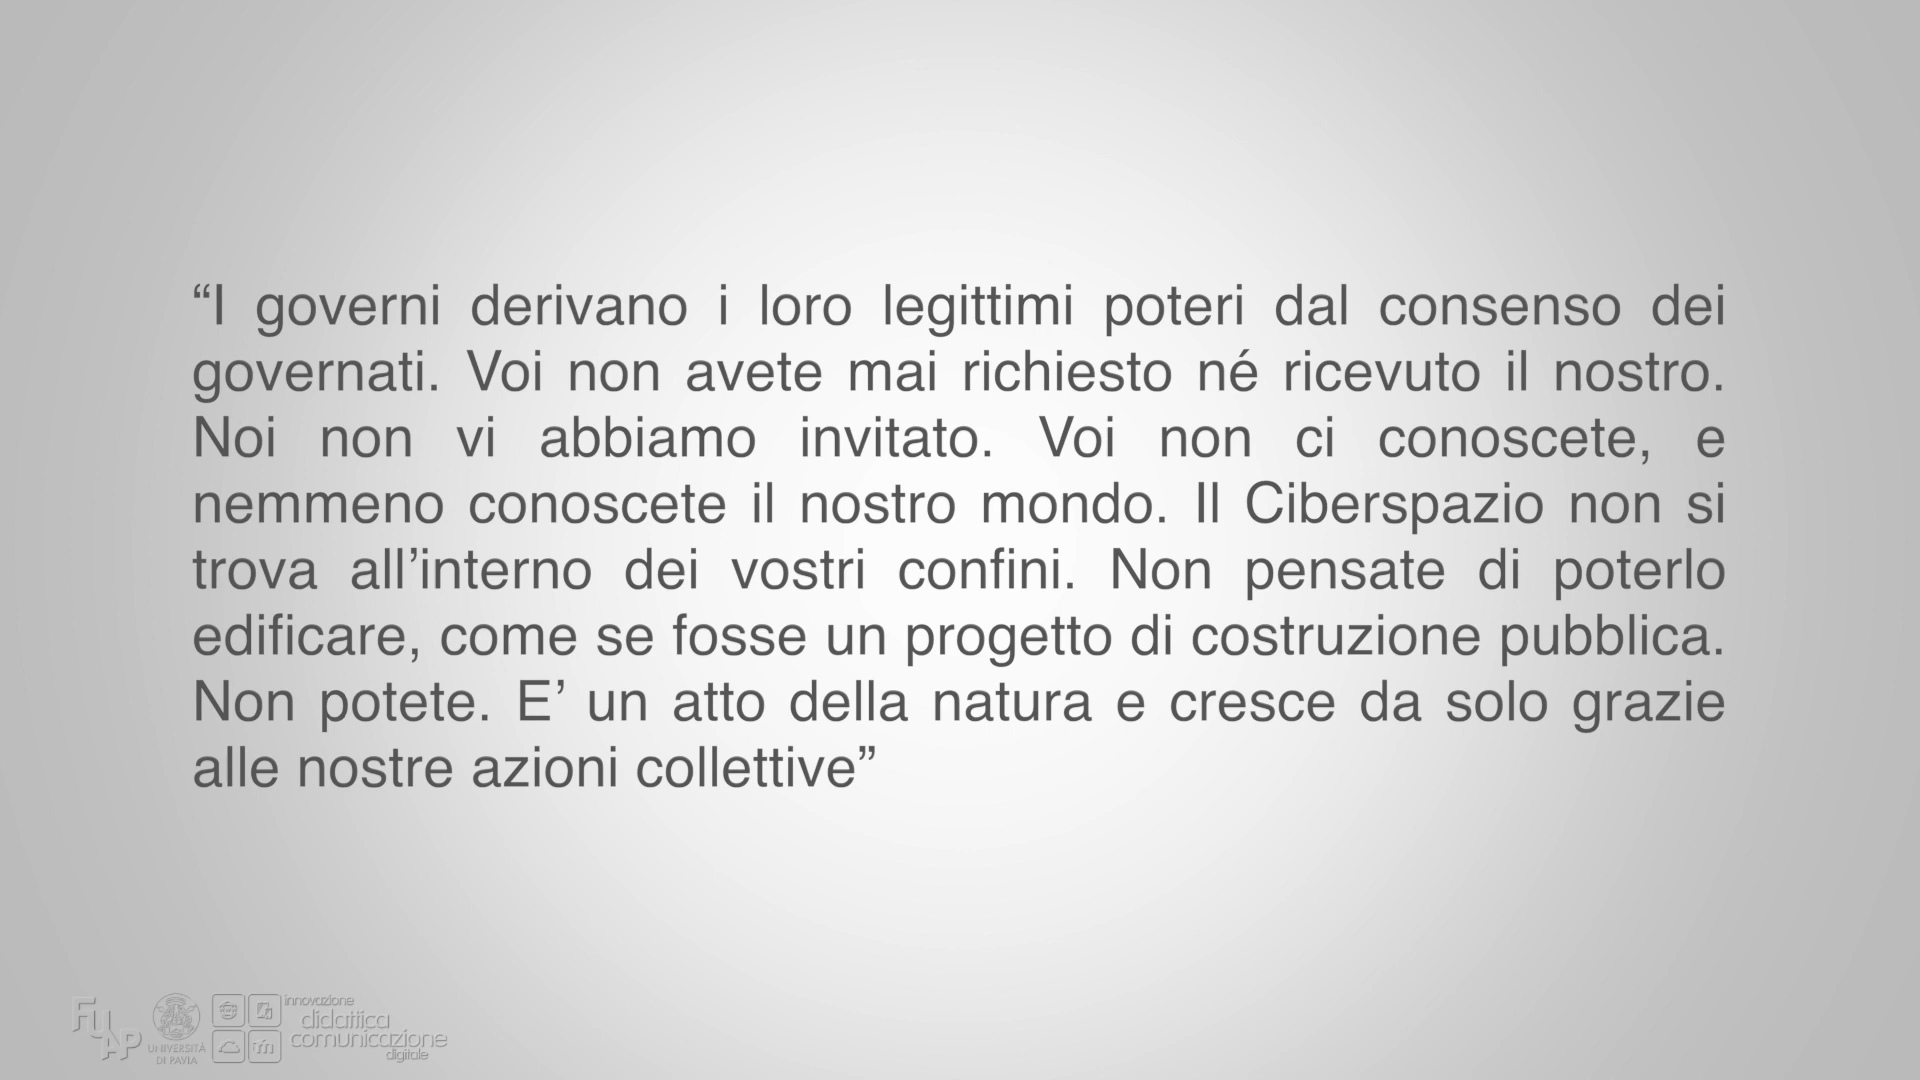 “I governi derivano i loro legittimi poteri dal consenso dei
governati. Voi non avete mai richiesto né ricevuto il nostro.
Noi non vi abbiamo invitato. Voi non ci conoscete, e
nemmeno conoscete il nostro mondo. Il Ciberspazio non si
trova all’interno dei vostri confini. Non pensate di poterlo
edificare, come se fosse un progetto di costruzione pubblica.
Non potete. E’ un atto della natura e cresce da solo grazie
alle nostre azioni collettive”
UNIVERSITÀ
DI PAVIA
innovazione
didattica
comunicazione
digitale